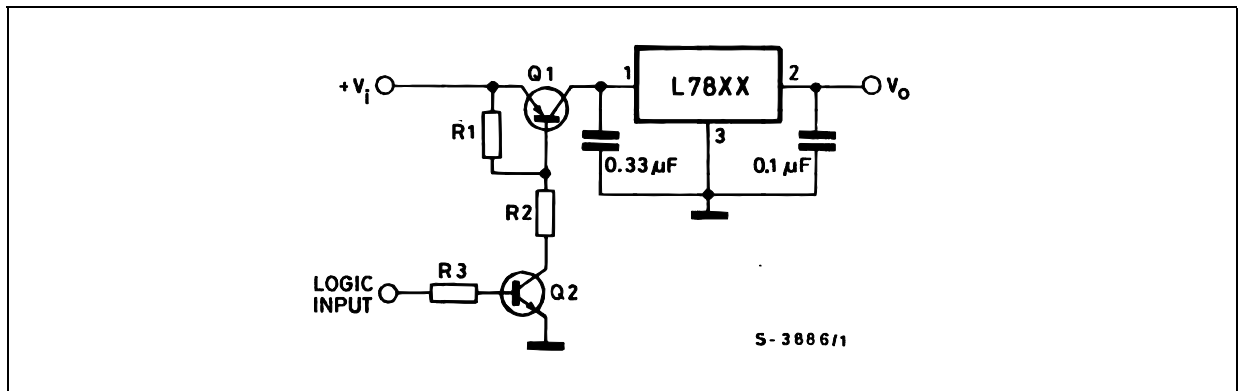 Q1
1
L78XX
2
+Vi
Vo
R1
3
0.33µF
0.1µF
R2
LOGIC
INPUT
R3
Q2
S-3886/1